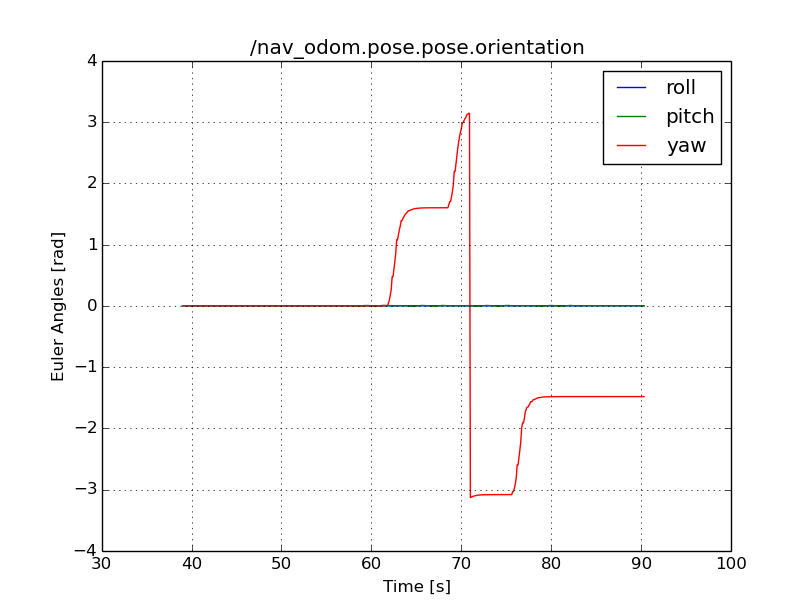 /nav_odom.pose.pose.orientation
roll
pitch
yaw
Euler Angles [rad]
4
3
2
1
0
−1
−2
−3
−4
30 40 50 60 70 80 90 100
Time [s]